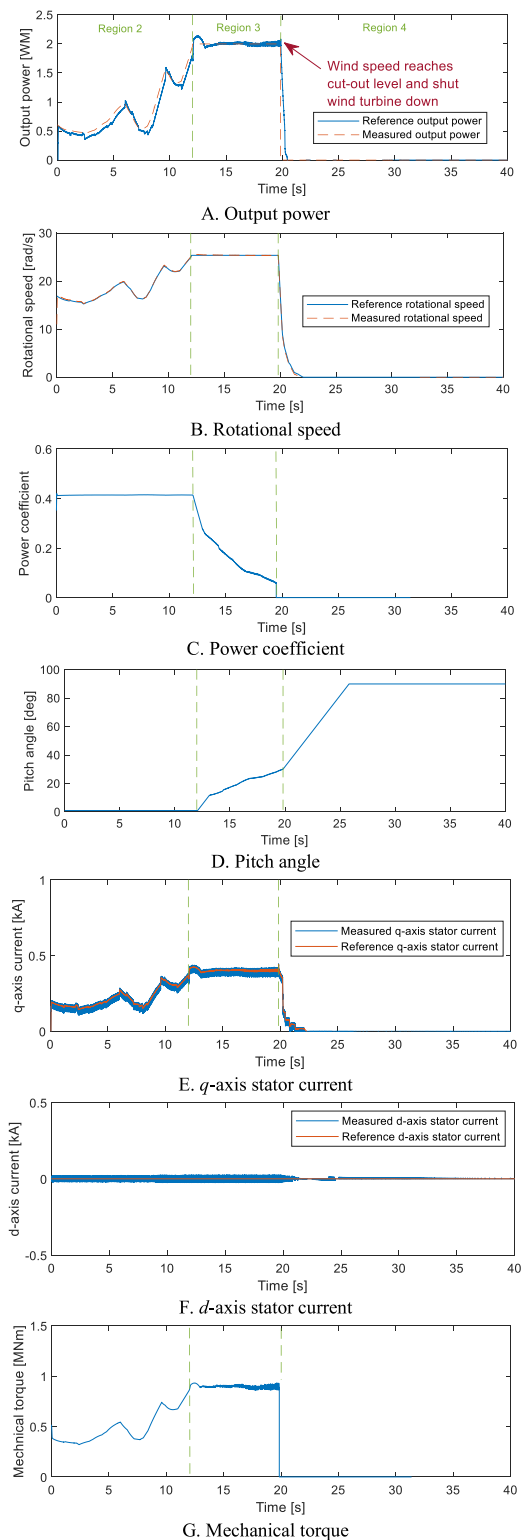 Region 2 Region 3 Region 4
Output power [WM]
2.5
2
1.5
1
0.5
0
Wind speed reaches
cut-out level and shut
wind turbine down
Reference output power
Measured output power
0 5 10 15 20 25 30 35 40
Time [s]
A. Output power
Rotational speed [rad/s]
30
20
10
0
Reference rotational speed
Measured rotational speed
0 5 10 15 20 25 30 35 40
Time [s]
B. Rotational speed
Power coefficient
0.6
0.4
0.2
0
0 5 10 15 20 25 30 35 40
Time [s]
C. Power coefficient
Pitch angle [deg]
100
80
60
40
20
0
0 5 10 15 20 25 30 35 40
Time [s]
D. Pitch angle
q-axis stator current [kA]
1
0.5
0
Measured q-axis stator current
Reference q-axis stator current
0 5 10 15 20 25 30 35 40
Time [s]
E. q-axis stator current
d-axis stator current [kA]
0.5
0
-0.5
Measured d-axis stator current
Reference d-axis stator current
0 5 10 15 20 25 30 35 40
Time [s]
F. d-axis stator current
Mechnical torque [MNm]
1.5
1
0.5
0
0 5 10 15 20 25 30 35 40
Time [s]
G. Mechanical torque